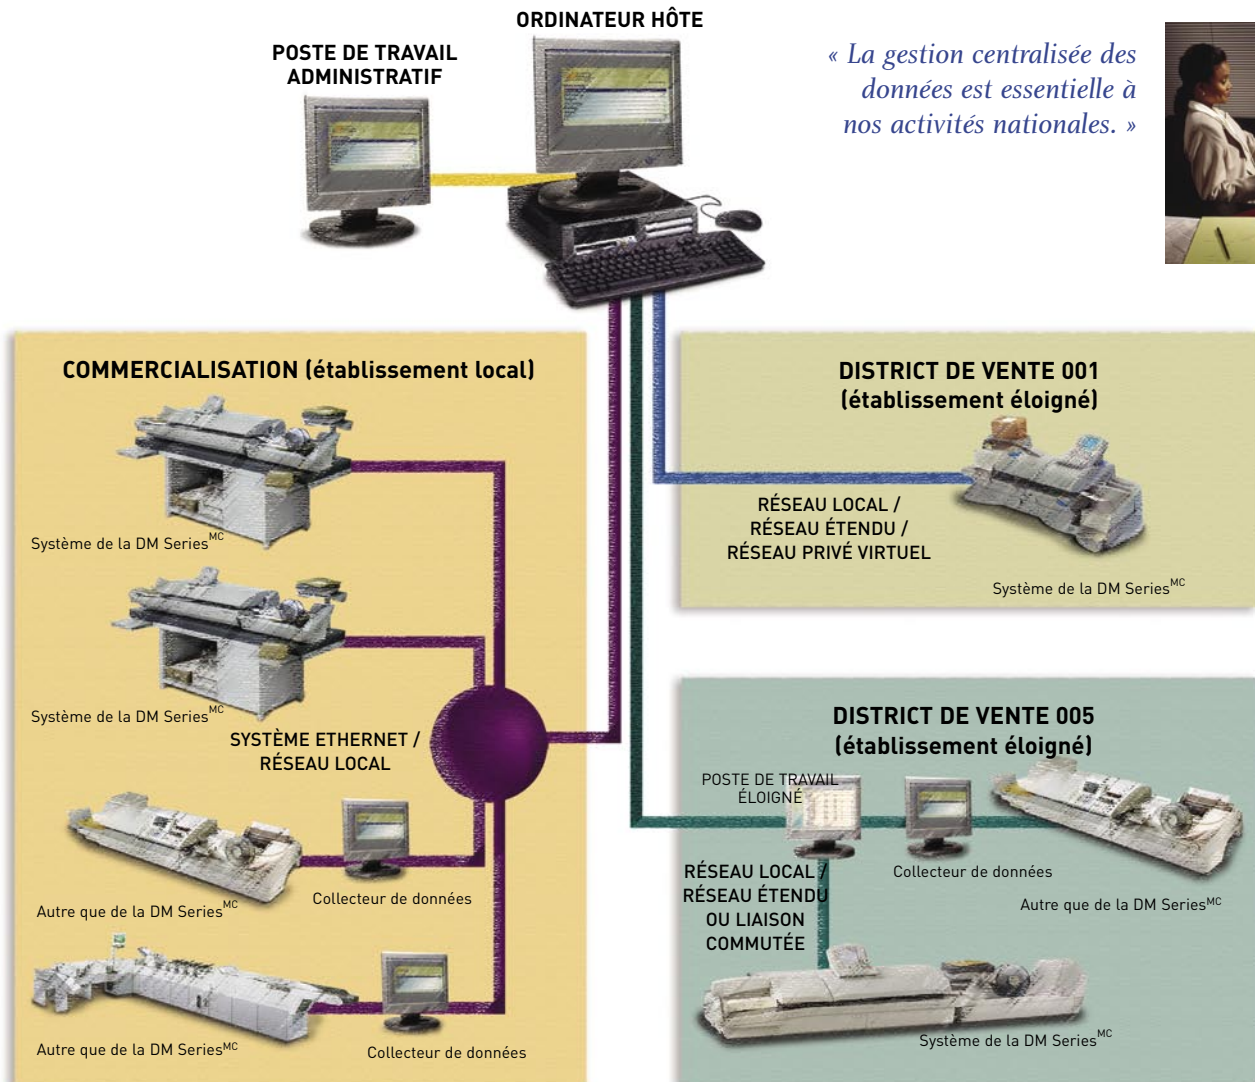 ORDINATEUR HÔTE
POSTE DE TRAVAIL
ADMINISTRATIF
« La gestion centralisée des
données est essentielle à
nos activités nationales. »
COMMERCIALISATION (établissement local)
Système de la DM Series^MC
Système de la DM Series^MC
SYSTÈME ETHERNET /
RÉSEAU LOCAL
Collecteur de données
Autre que de la DM Series^MC
Autre que de la DM Series^MC
Collecteur de données
DISTRICT DE VENTE 001
(établissement éloigné)
RÉSEAU LOCAL /
RÉSEAU ÉTENDU /
RÉSEAU PRIVÉ VIRTUEL
Système de la DM Series^MC
DISTRICT DE VENTE 005
(établissement éloigné)
POSTE DE TRAVAIL
ÉLOIGNÉ
RÉSEAU LOCAL /
RÉSEAU ÉTENDU
OU LIAISON
COMMUTÉE
Collecteur de données
Autre que de la DM Series^MC
Système de la DM Series^MC